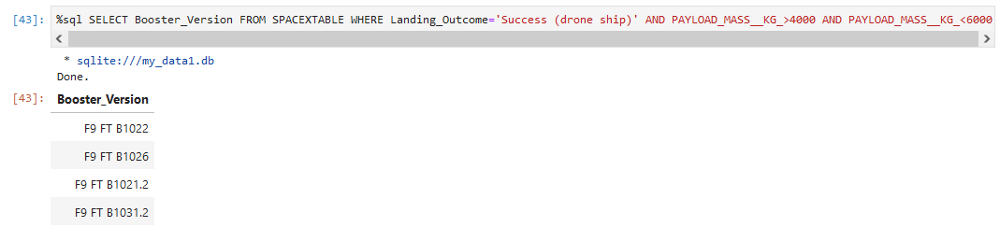 [43]: %sql SELECT Booster_Version FROM SPACEXTABLE WHERE Landing_Outcome='Success (drone ship)' AND PAYLOAD_MASS__KG_>4000 AND PAYLOAD_MASS__KG_<6000
* sqlite:///my_data1.db
Done.
[43]: Booster_Version
F9 FT B1022
F9 FT B1026
F9 FT B1021.2
F9 FT B1031.2